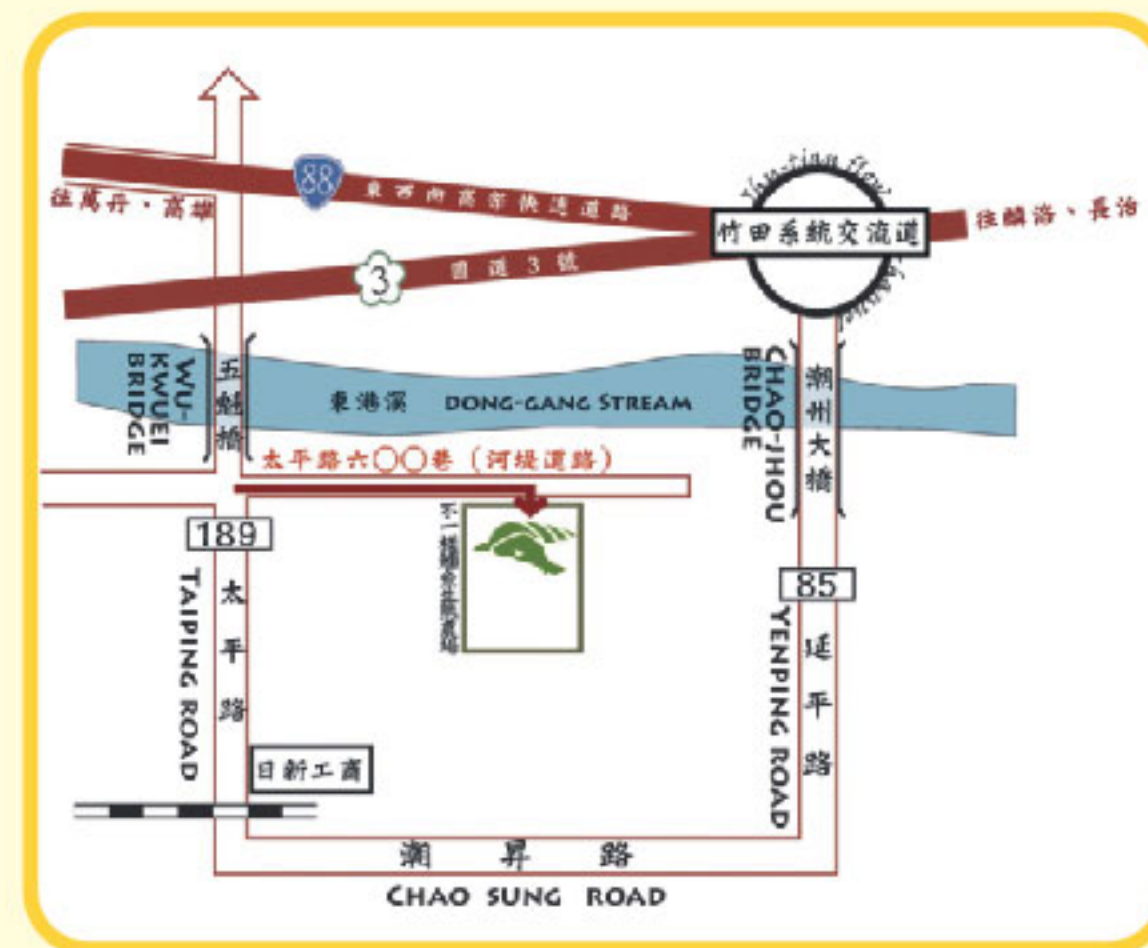 88
東西向高等快速道路
往萬丹、高雄
竹田系統交流道
往麟洛、長治
3
國道3號
WU-KWUEI BRIDGE
五魁橋
東港溪 DONG-GANG STREAM
CHAO-JHOU BRIDGE
潮州大橋
太平路六〇〇巷(河堤道路)
189
太平路
TAIPING ROAD
85
延平路
YENPING ROAD
日新工商
潮昇路
CHAO SUNG ROAD